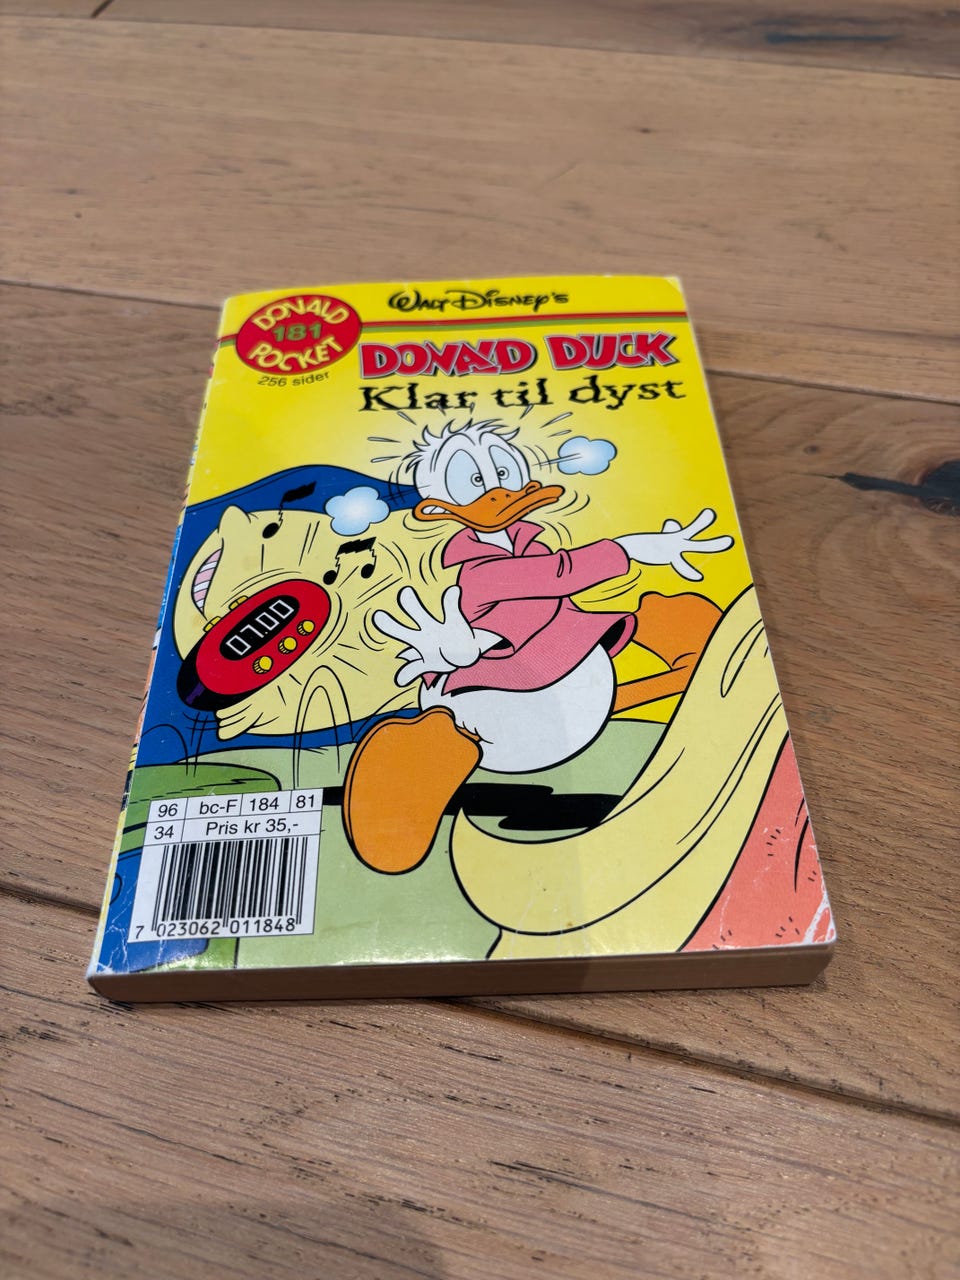 DONALD
181
POCKET
256 sider
WALT DISNEY'S
DONALD DUCK
Klar til dyst
07.00
96 bc-F 184 81
34 Pris kr 35,-
7 023062 011848